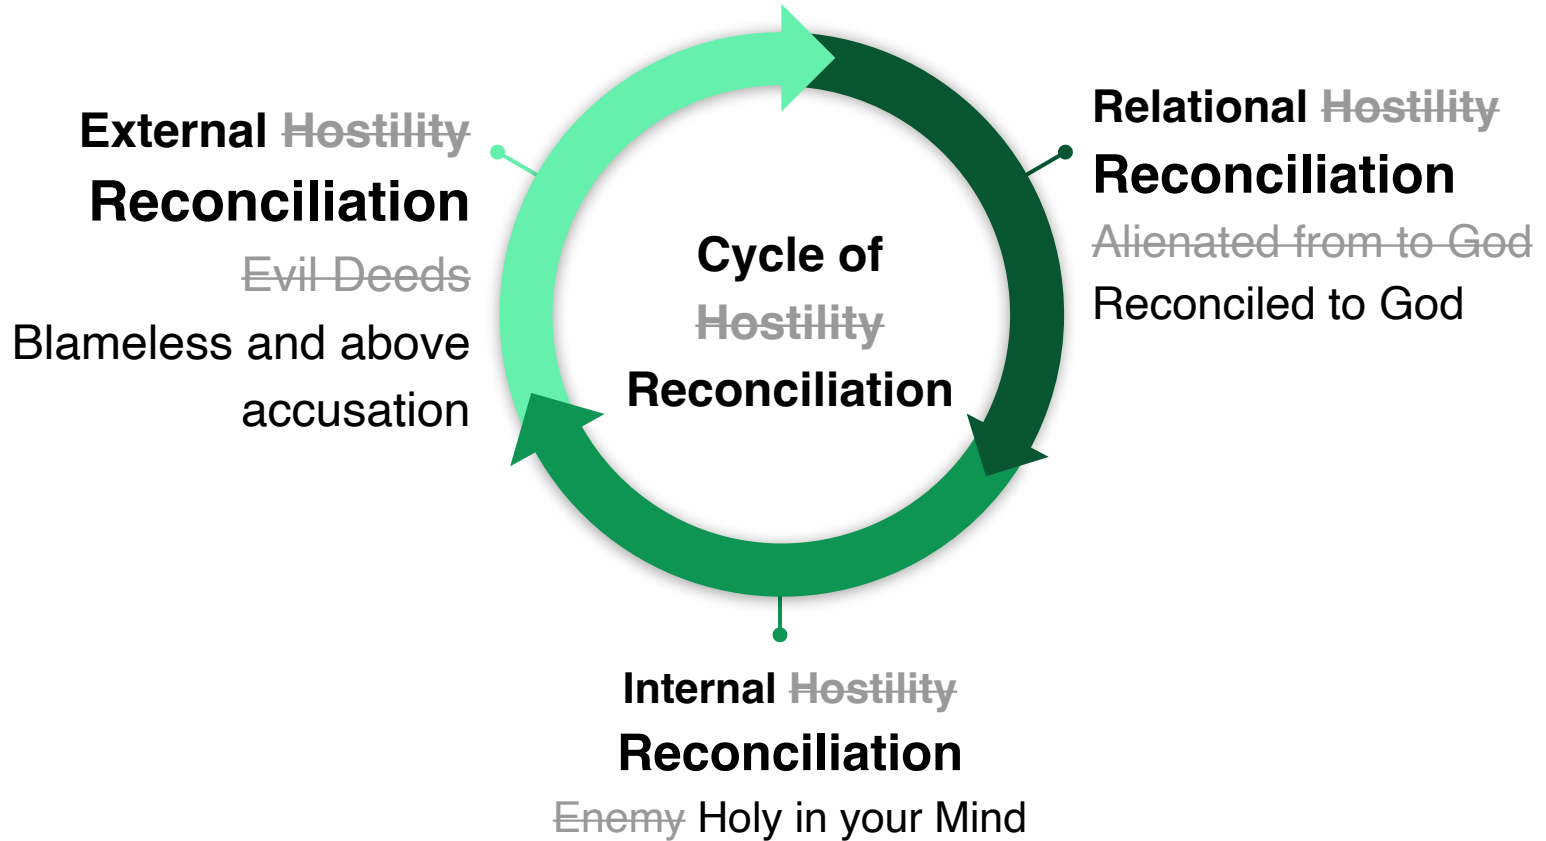 External Hostility
Reconciliation
Evil Deeds
Blameless and above
accusation
Cycle of
Hostility
Reconciliation
Relational Hostility
Reconciliation
Alienated from to God
Reconciled to God
Internal Hostility
Reconciliation
Enemy Holy in your Mind